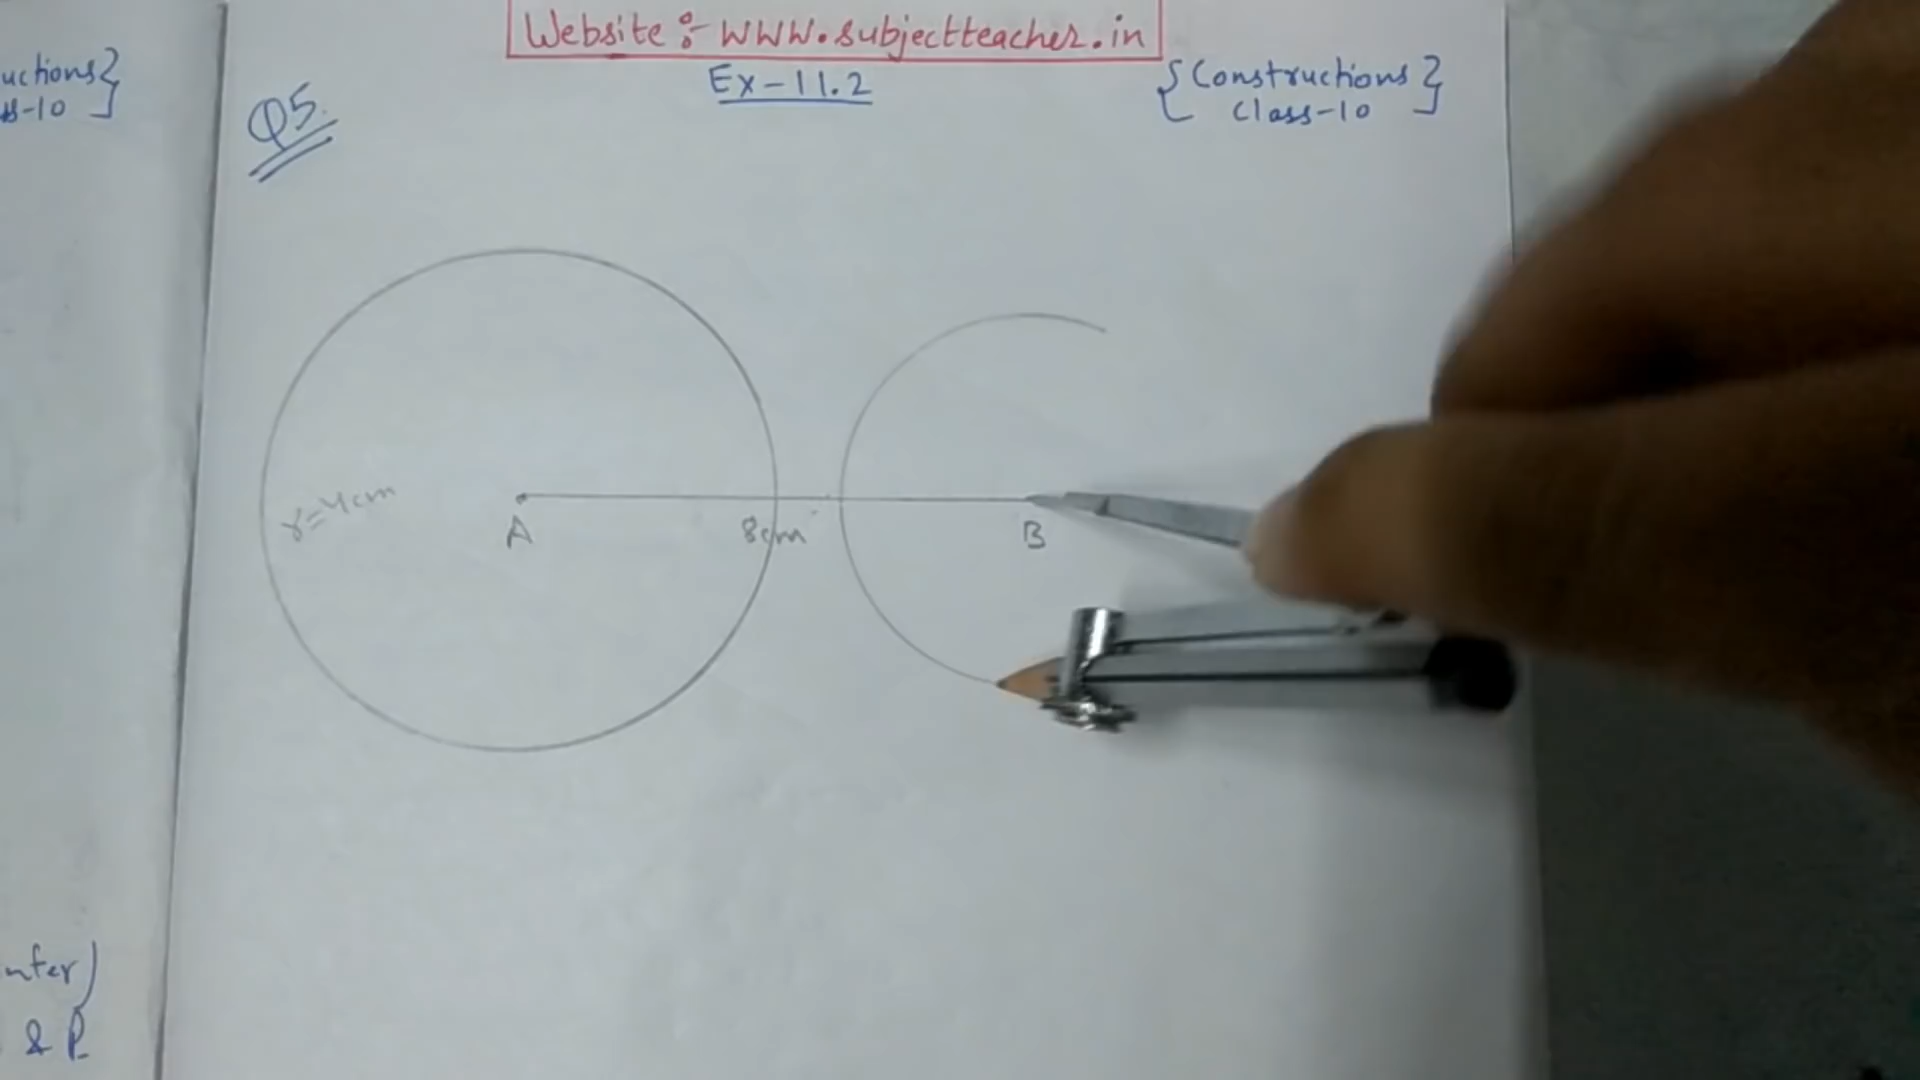 Website :- www.subjectteacher.in
Ex-11.2
{Constructions}
Class-10
uctions}
s-10
Q5.
r=4cm
A
8cm
B
nter)
& P